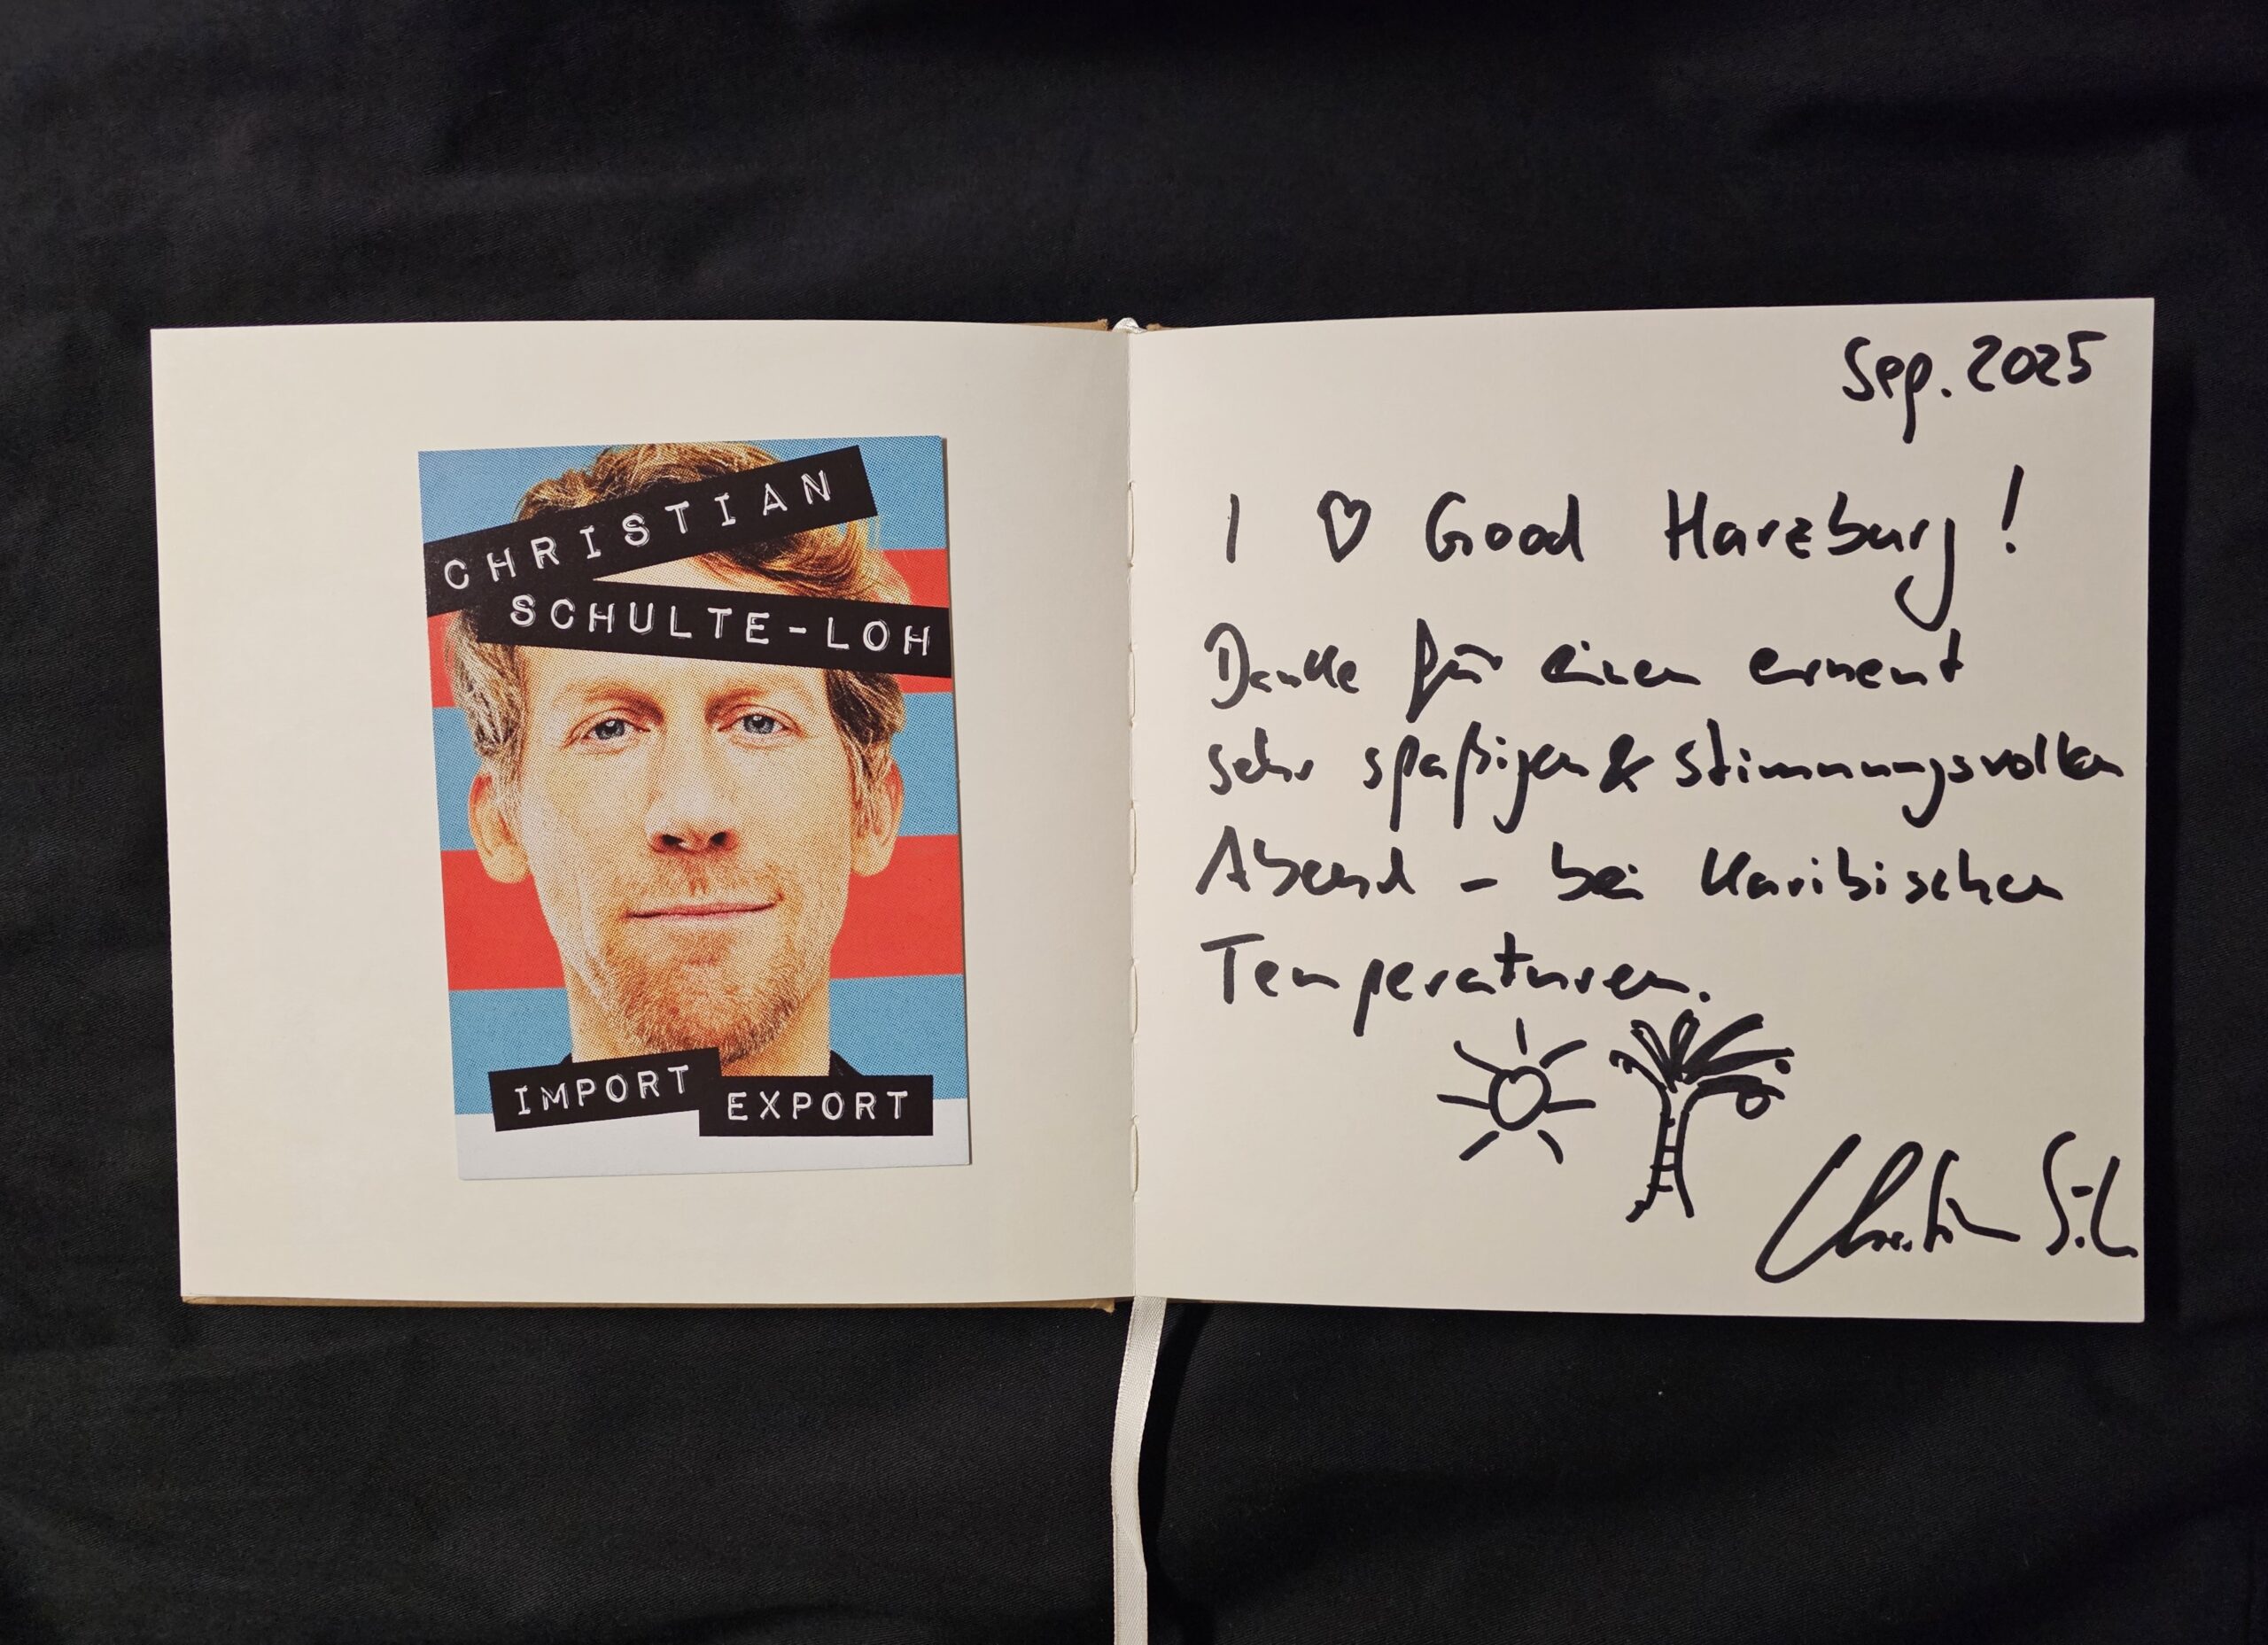 CHRISTIAN
SCHULTE-LOH
IMPORT
EXPORT
Sep. 2025
I ♡ Good Harzburg!
Danke für einen erneut
sehr spaßigen & stimmungsvollen
Abend – bei Karibischen
Temperaturen.
Christian S.-L.